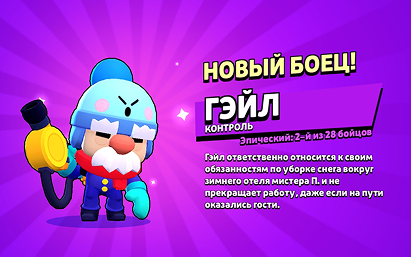 НОВЫЙ БОЕЦ!
ГЭЙЛ
КОНТРОЛЬ
Эпический: 2-й из 28 бойцов
Гэйл ответственно относится к своим
обязанностям по уборке снега вокруг
зимнего отеля мистера П. и не
прекращает работу, даже если на пути
оказались гости.